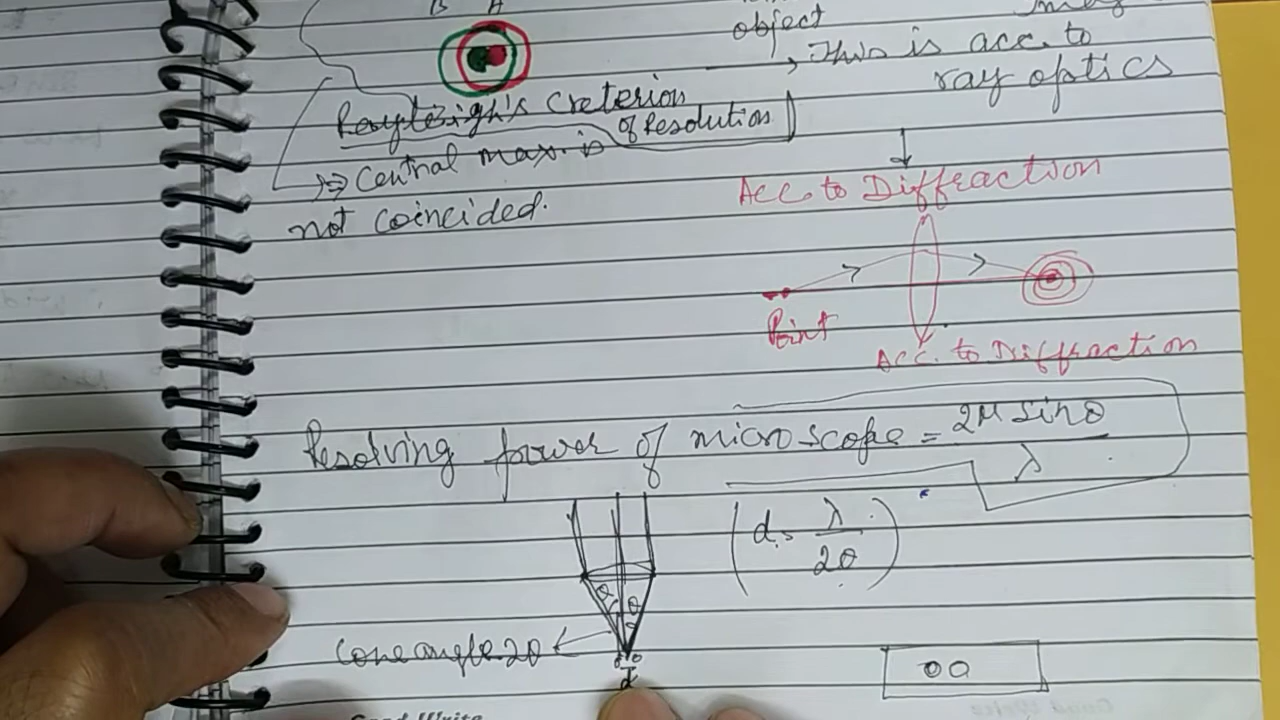 B A
object
→ This is acc. to
ray optics
Rayleigh's Creterion
of Resolution
⇒ Central max. is
not coincided.
Acc. to Diffraction
Point
Acc. to Diffraction
Resolving power of microscope = 2μ sinθ / λ
(d = λ / 2θ)
θ θ
Cone angle 2θ
d